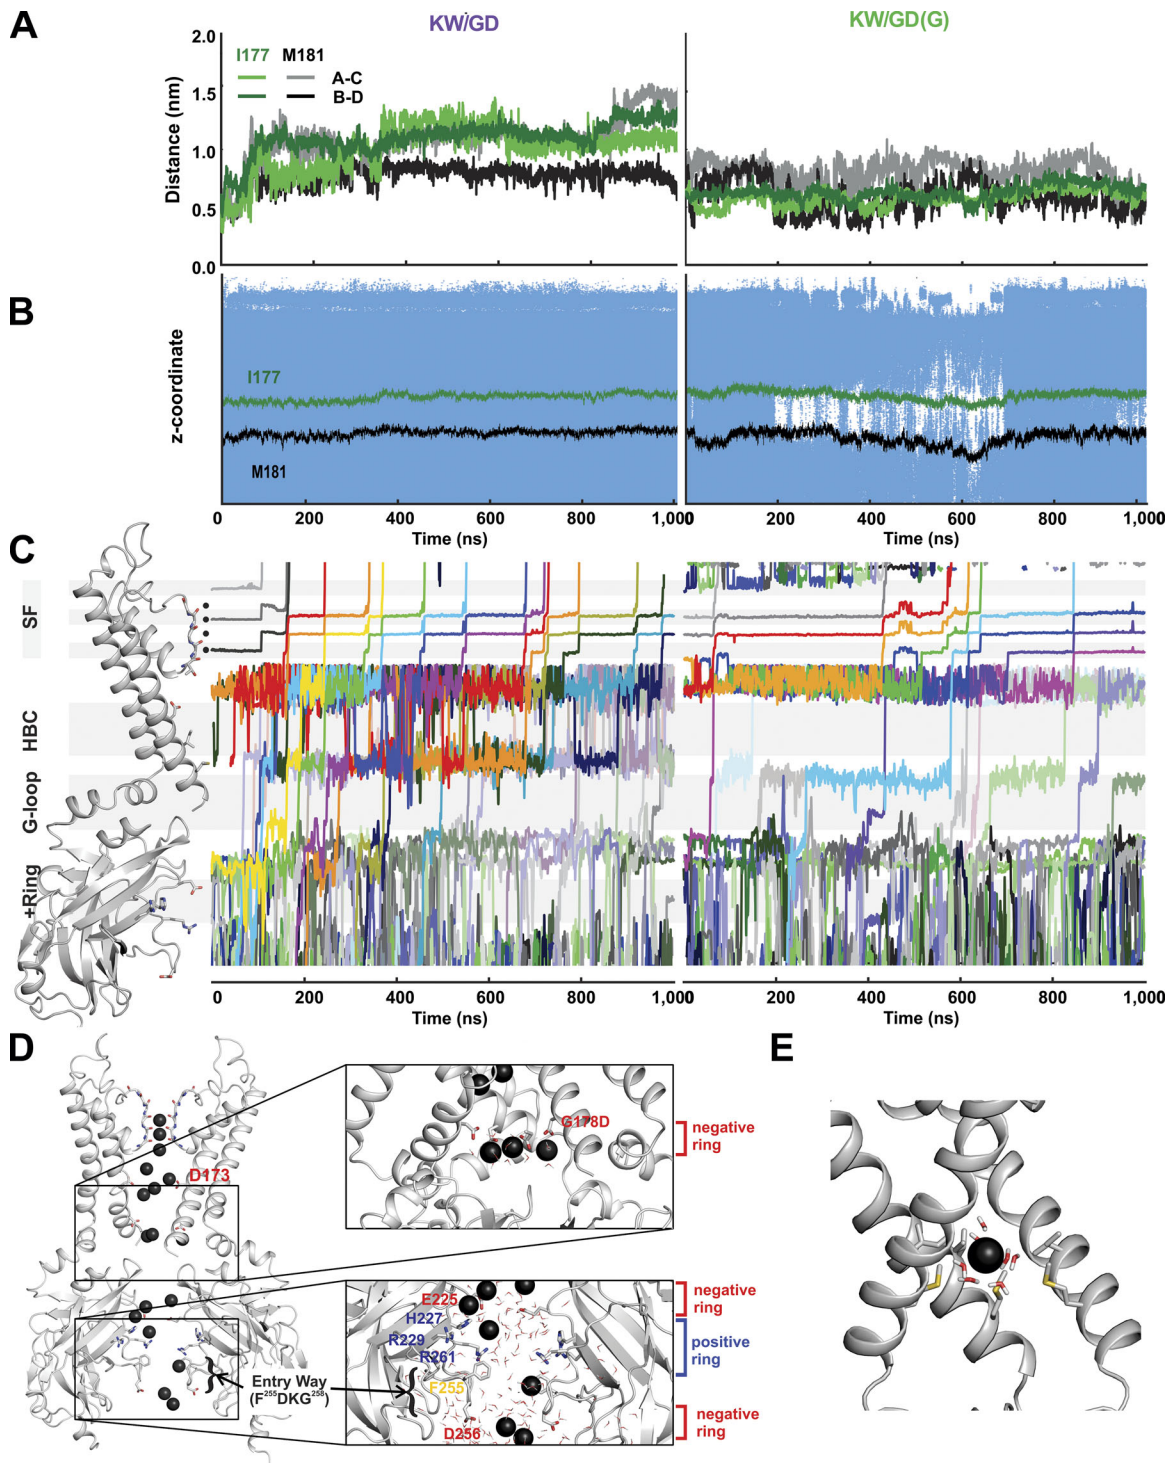 A
KW/GD
KW/GD(G)
2.0
1.5
1.0
0.5
0.0
Distance (nm)
I177 M181
A-C
B-D
B
z-coordinate
I177
M181
0 200 400 600 800 1,000
0 200 400 600 800 1,000
Time (ns)
Time (ns)
C
SF
HBC
G-loop
+Ring
0 200 400 600 800 1,000
0 200 400 600 800 1,000
Time (ns)
Time (ns)
D
D173
G178D
negative
ring
E225
H227
R229
R261
F255
D256
negative
ring
positive
ring
negative
ring
Entry Way
(F²⁵⁵DKG²⁵⁸)
E